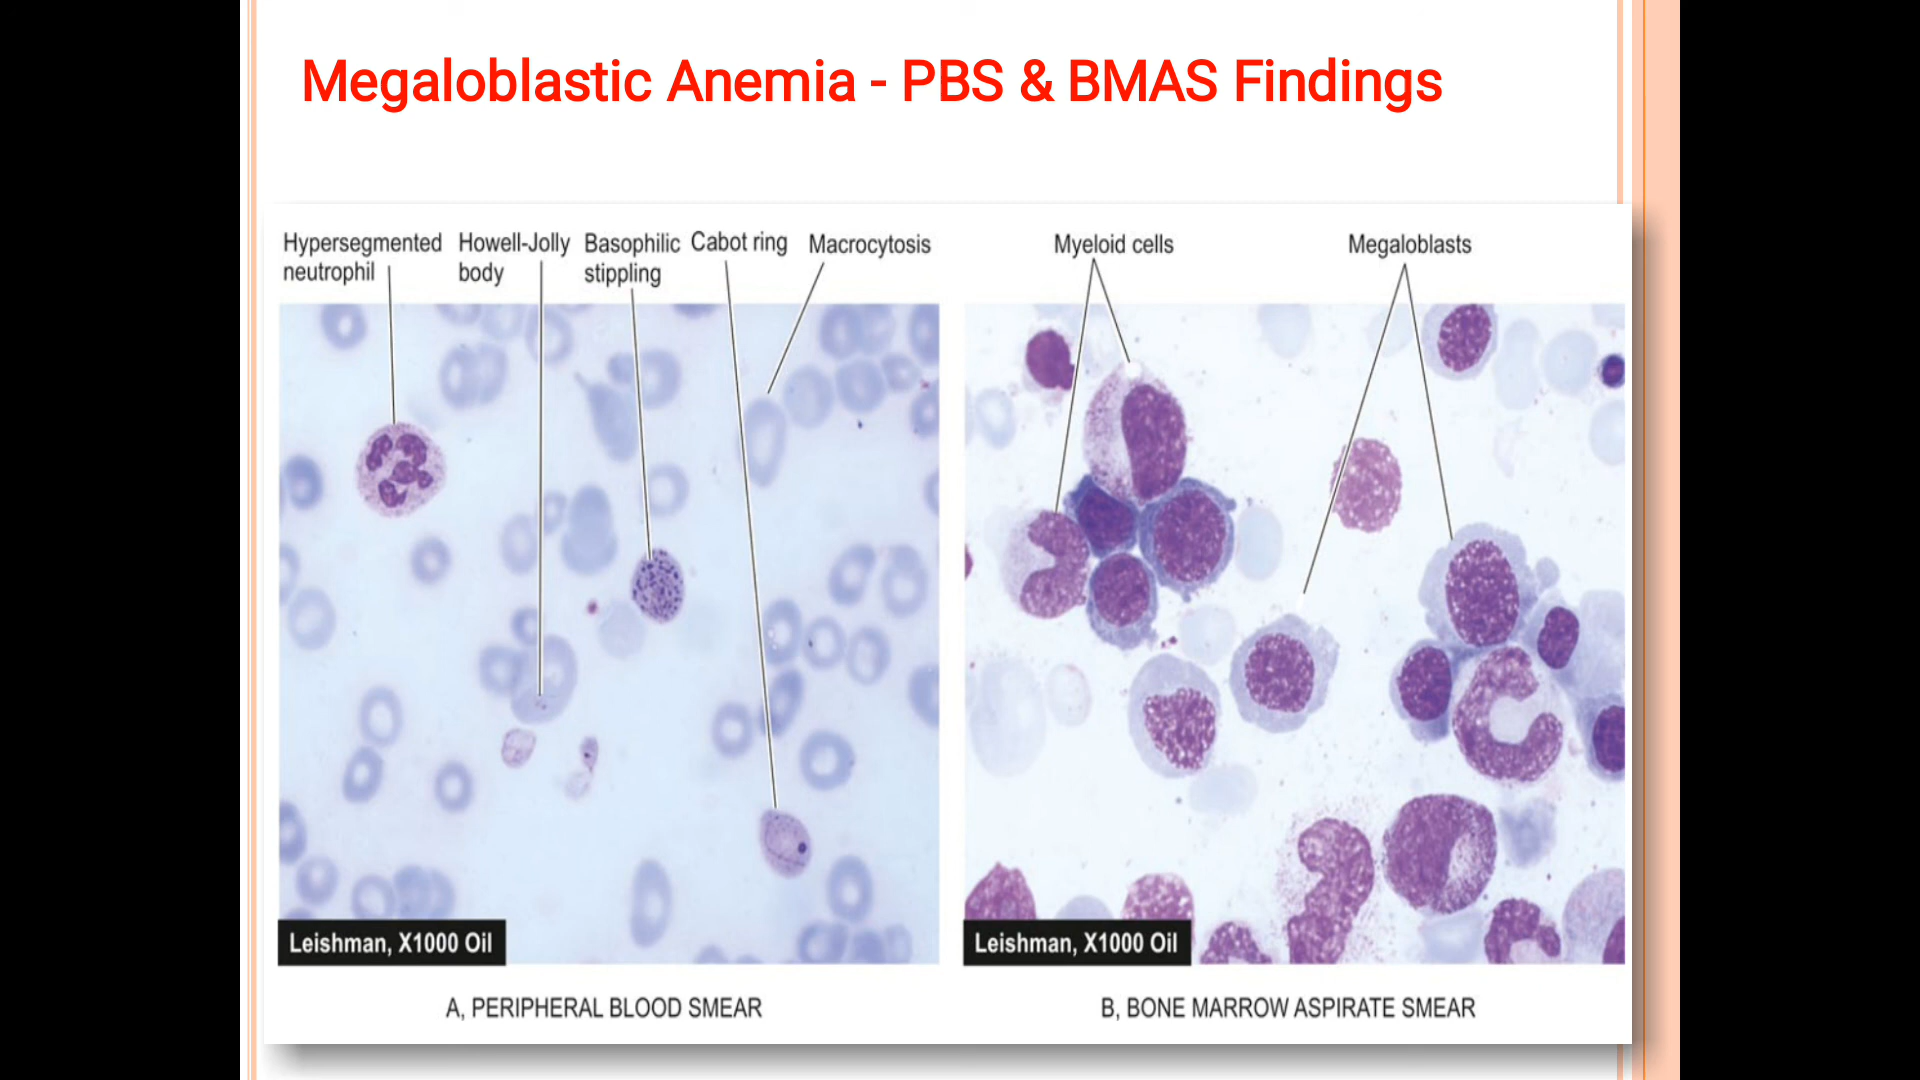 Megaloblastic Anemia - PBS & BMAS Findings
Hypersegmented
neutrophil
Howell-Jolly
body
Basophilic
stippling
Cabot ring
Macrocytosis
Myeloid cells
Megaloblasts
Leishman, X1000 Oil
Leishman, X1000 Oil
A, PERIPHERAL BLOOD SMEAR
B, BONE MARROW ASPIRATE SMEAR